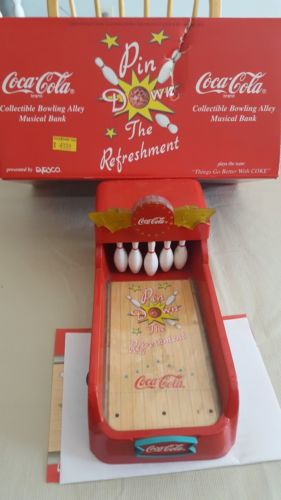 Coca-Cola
BRAND
Collectible Bowling Alley
Musical Bank
presented by ENESCO
Pin
Down
The
Refreshment
Coca-Cola
BRAND
Collectible Bowling Alley
Musical Bank
plays the tune
"Things Go Better With COKE"
Coca-Cola
Pin
Down
The
Refreshment
Coca-Cola
Coca-Cola